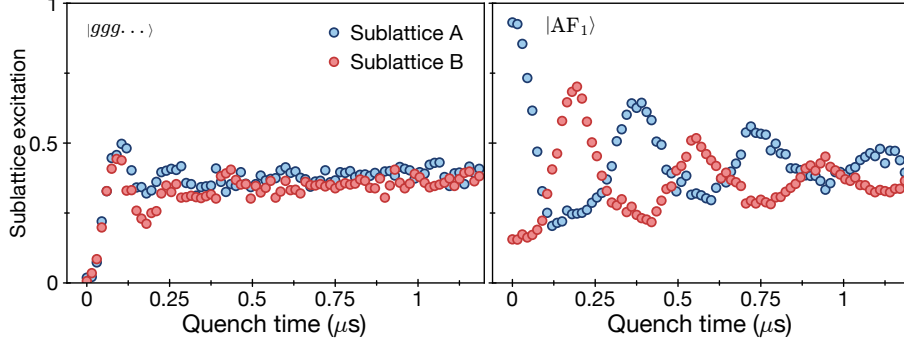 |ggg...⟩
Sublattice A
Sublattice B
|AF₁⟩
Sublattice excitation
1
0.5
0
0
0.25
0.5
0.75
1
0
0.25
0.5
0.75
1
Quench time (μs)
Quench time (μs)